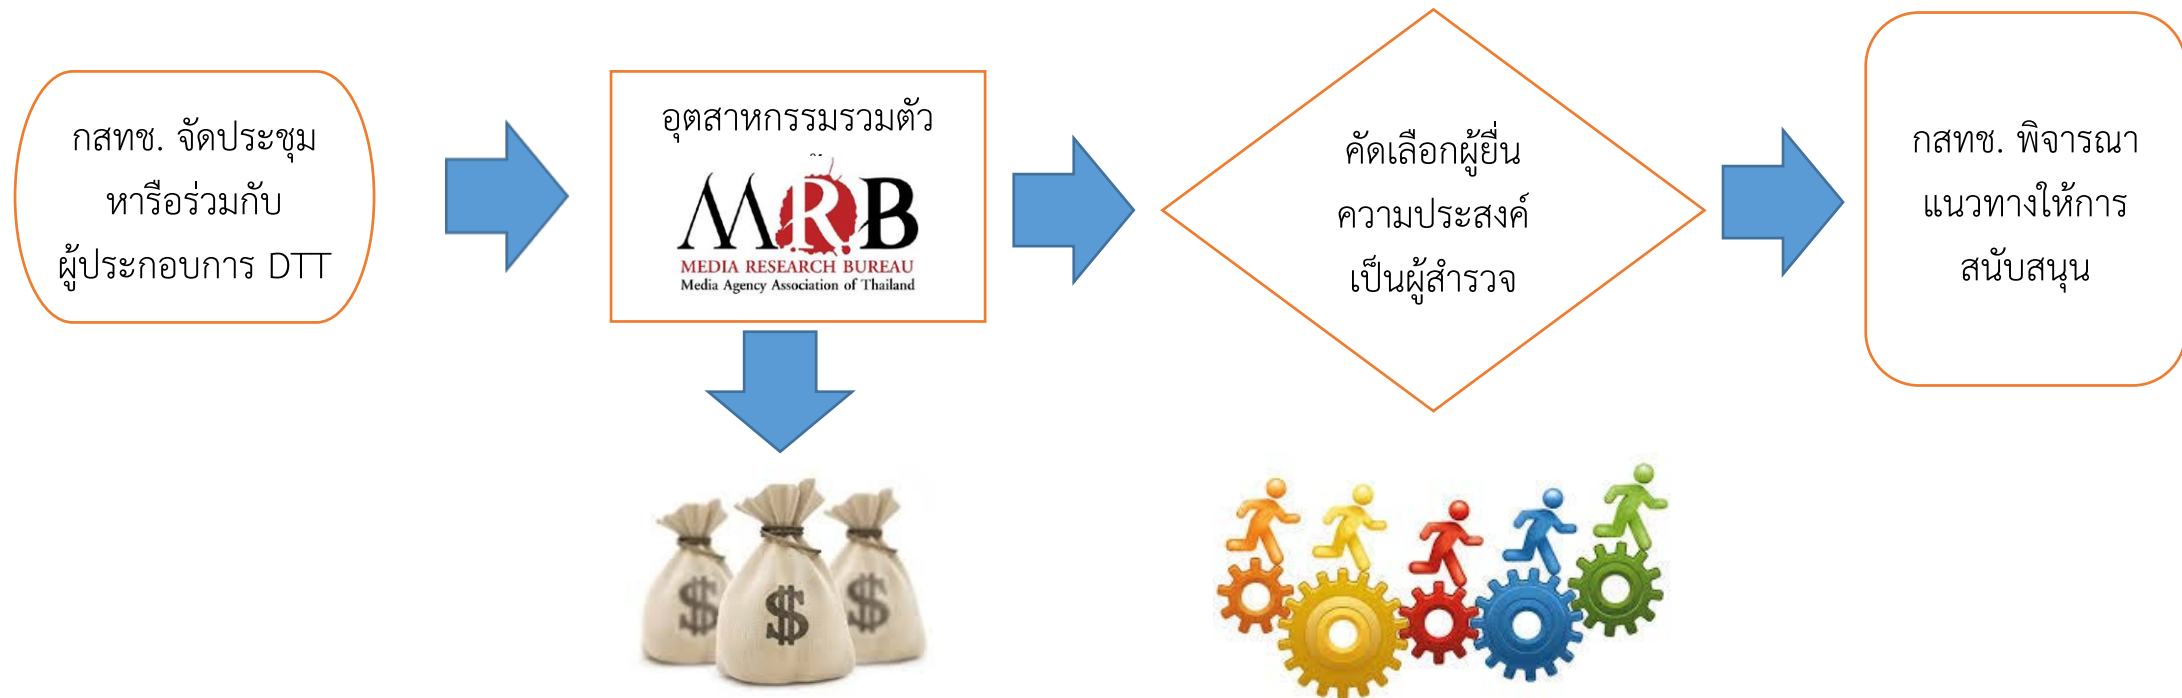 กสทช. จัดประชุม
หารือร่วมกับ
ผู้ประกอบการ DTT
อุตสาหกรรมรวมตัว
MRB
MEDIA RESEARCH BUREAU
Media Agency Association of Thailand
คัดเลือกผู้ยื่น
ความประสงค์
เป็นผู้สำรวจ
กสทช. พิจารณา
แนวทางให้การ
สนับสนุน
$ $ $